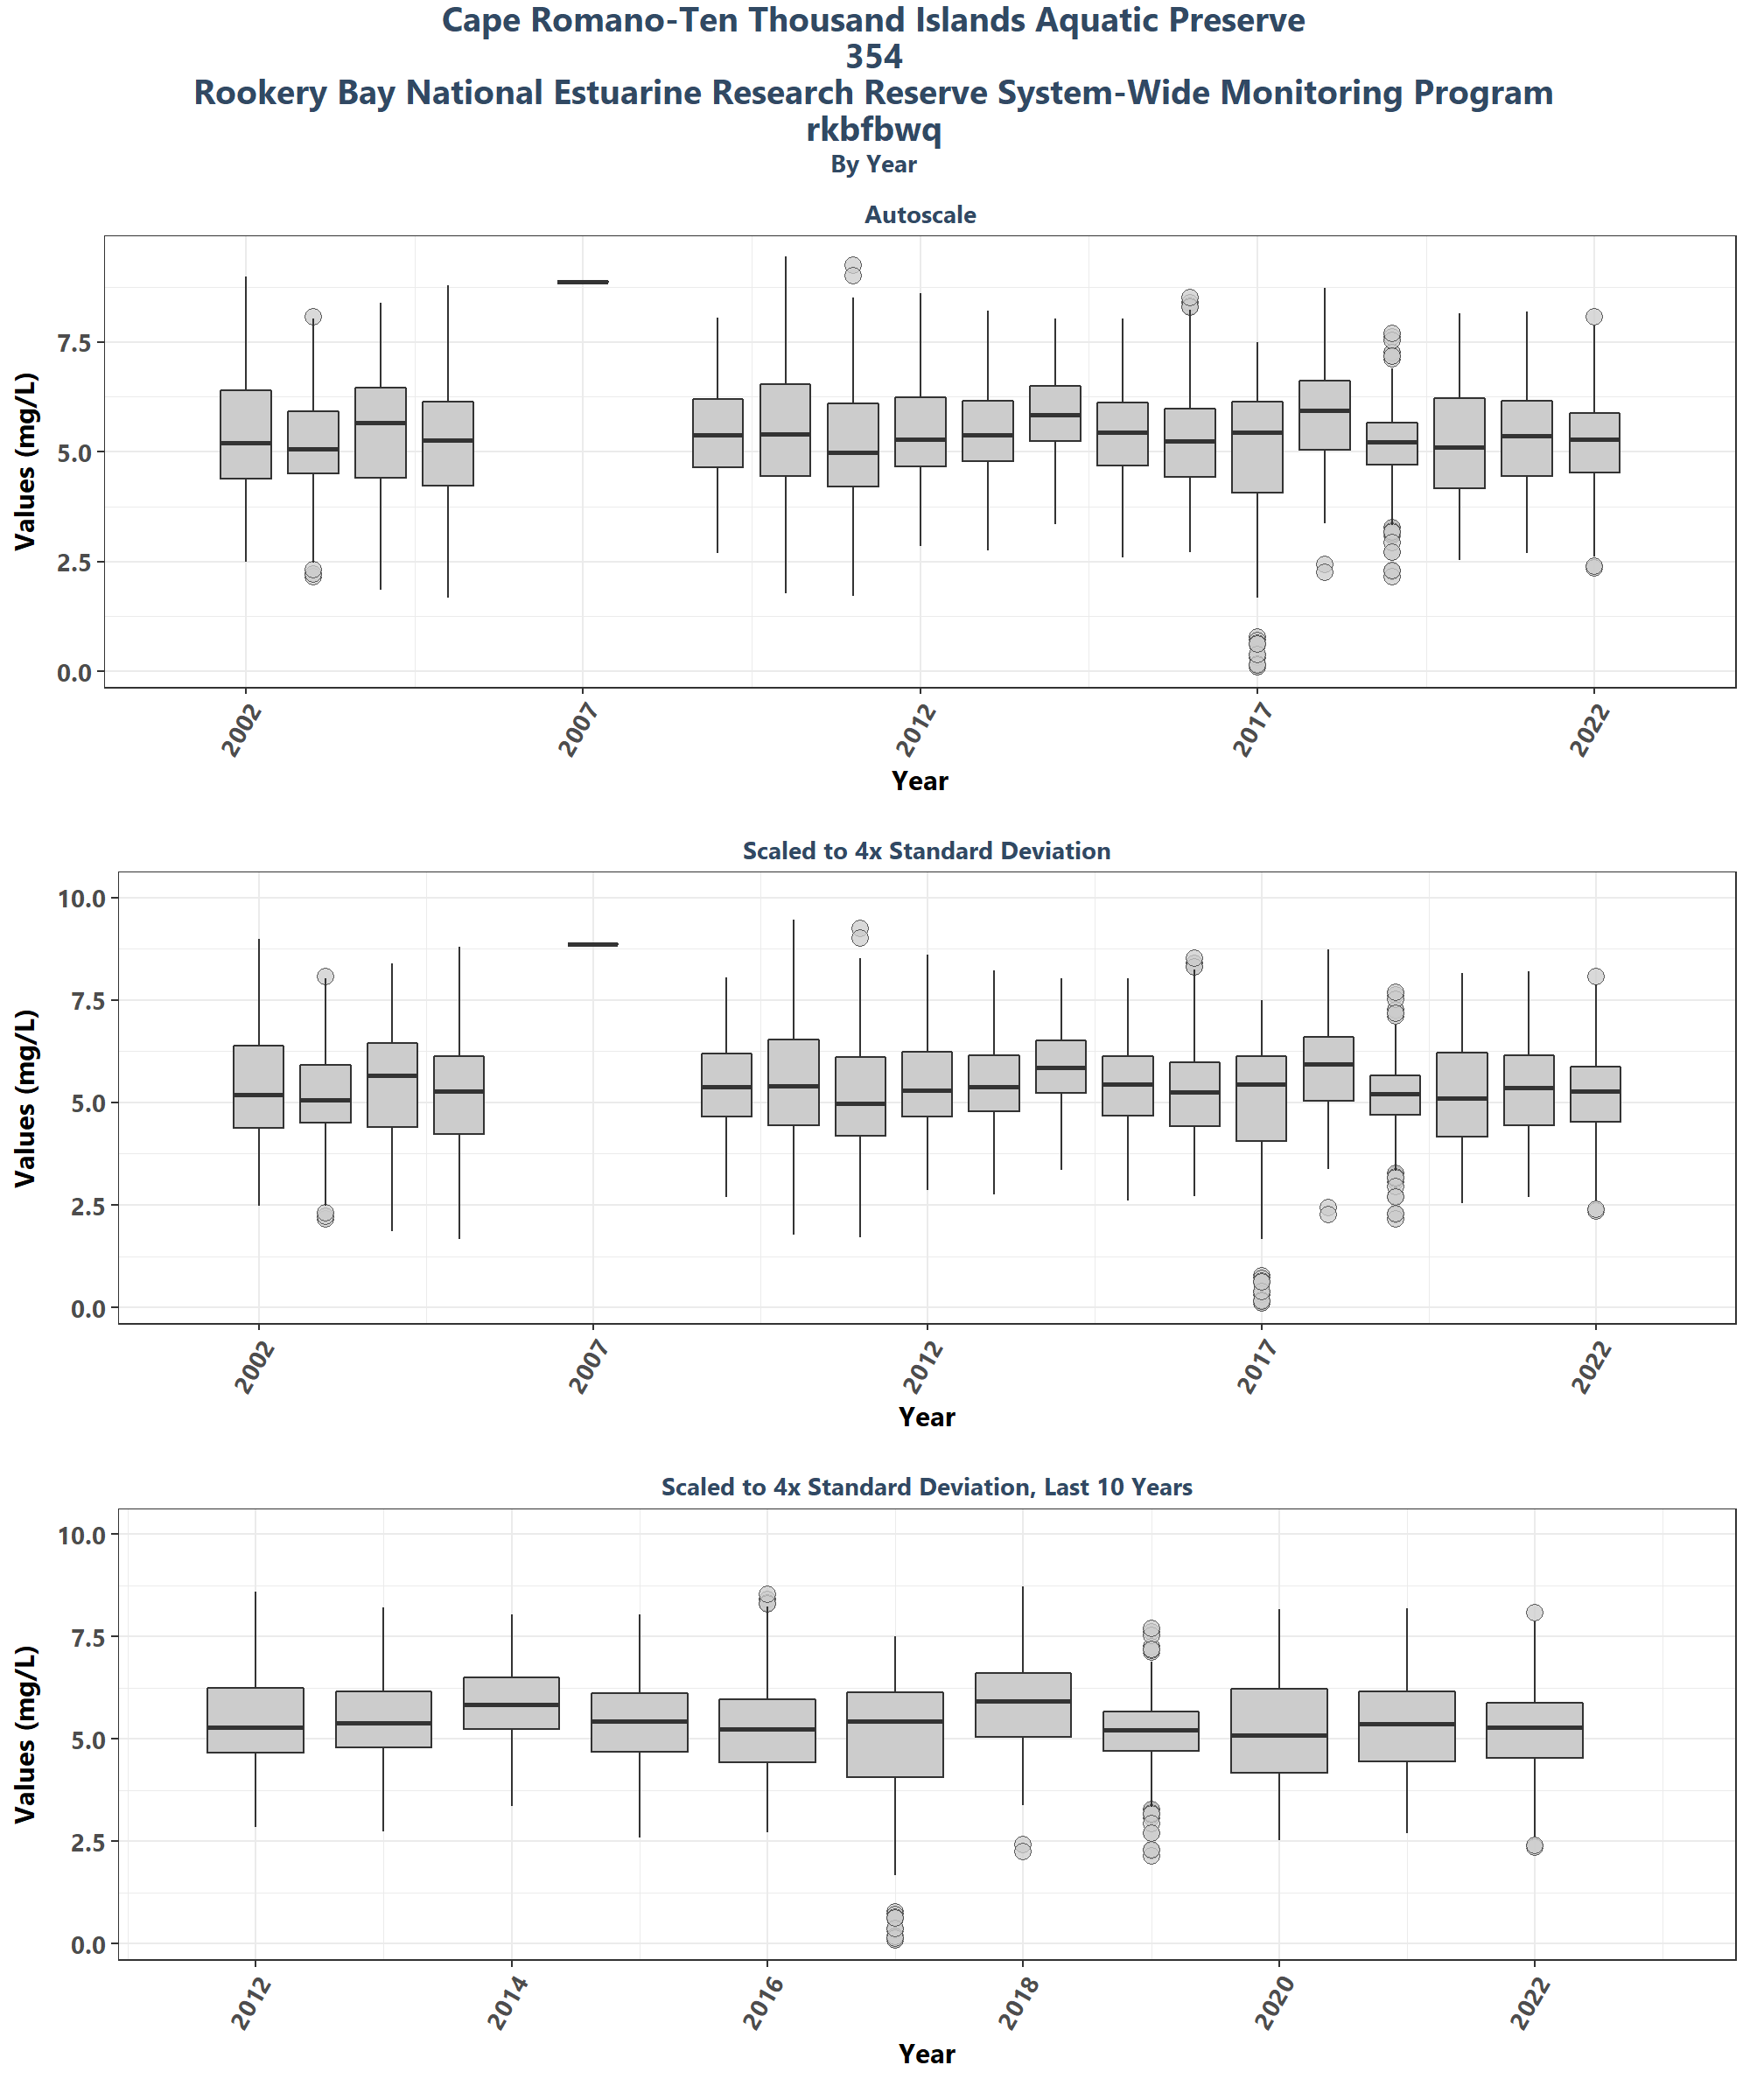 Cape Romano-Ten Thousand Islands Aquatic Preserve
354
Rookery Bay National Estuarine Research Reserve System-Wide Monitoring Program
rkbfbwq
By Year
Autoscale
Values (mg/L)
7.5
5.0
2.5
0.0
2002 2007 2012 2017 2022
Year
Scaled to 4x Standard Deviation
Values (mg/L)
10.0
7.5
5.0
2.5
0.0
2002 2007 2012 2017 2022
Year
Scaled to 4x Standard Deviation, Last 10 Years
Values (mg/L)
10.0
7.5
5.0
2.5
0.0
2012 2014 2016 2018 2020 2022
Year